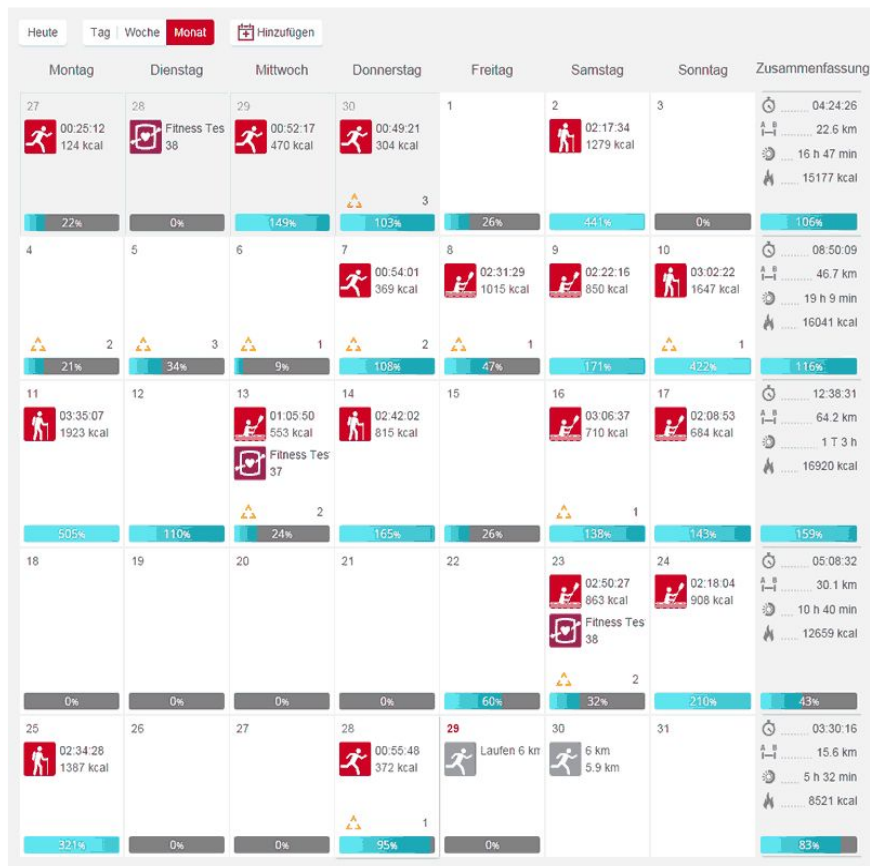 Heute Tag Woche Monat Hinzufügen
Montag Dienstag Mittwoch Donnerstag Freitag Samstag Sonntag Zusammenfassung
27 28 29 30 1 2 3 04:24:26
00:25:12 Fitness Tes 00:52:17 00:49:21 02:17:34 A B 22.6 km
124 kcal 38 470 kcal 304 kcal 1279 kcal 16 h 47 min
15177 kcal
3
22% 0% 149% 103% 26% 441% 0% 106%
4 5 6 7 8 9 10 08:50:09
00:54:01 02:31:29 02:22:16 03:02:22 A B 46.7 km
369 kcal 1015 kcal 850 kcal 1647 kcal 19 h 9 min
16041 kcal
2 3 1 2 1 1
21% 34% 9% 108% 47% 171% 422% 116%
11 12 13 14 15 16 17 12:38:31
03:35:07 01:05:50 02:42:02 03:06:37 02:08:53 A B 64.2 km
1923 kcal 553 kcal 815 kcal 710 kcal 684 kcal 1 T 3 h
Fitness Tes 16920 kcal
37
2 1
505% 110% 24% 165% 26% 138% 143% 159%
18 19 20 21 22 23 24 05:08:32
02:50:27 02:18:04 A B 30.1 km
863 kcal 908 kcal 10 h 40 min
Fitness Tes 12659 kcal
38
2
0% 0% 0% 0% 60% 32% 210% 43%
25 26 27 28 29 30 31 03:30:16
02:34:28 00:55:48 Laufen 6 km 6 km A B 15.6 km
1387 kcal 372 kcal 5.9 km 5 h 32 min
8521 kcal
1
321% 0% 0% 95% 0% 83%